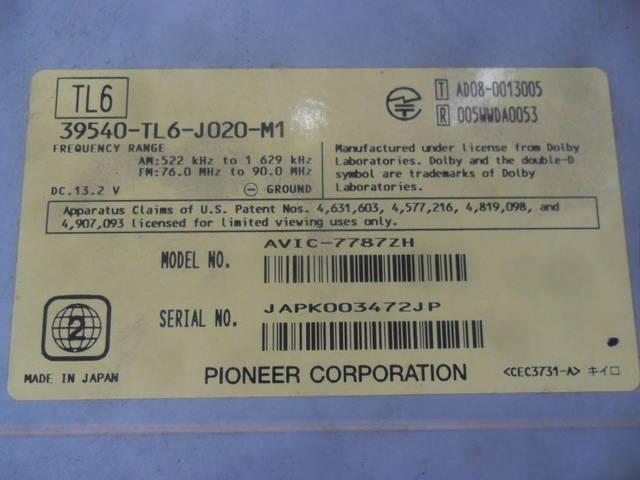 TL6
39540-TL6-J020-M1
T AD08-0013005
R 005WWDA0053
FREQUENCY RANGE
AM:522 kHz to 1 629 kHz
FM:76.0 MHz to 90.0 MHz
DC.13.2 V ⊖ GROUND
Manufactured under license from Dolby
Laboratories. Dolby and the double-D
symbol are trademarks of Dolby
Laboratories.
Apparatus Claims of U.S. Patent Nos. 4,631,603, 4,577,216, 4,819,098, and
4,907,093 licensed for limited viewing uses only.
MODEL NO. AVIC-7787ZH
SERIAL NO. JAPK003472JP
2
MADE IN JAPAN
PIONEER CORPORATION
<CEC3731-A> キイロ